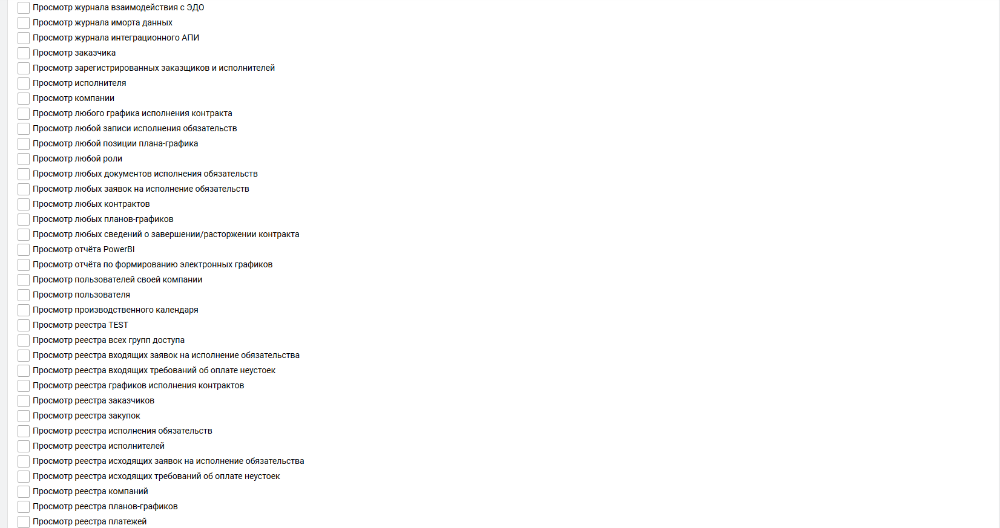 Просмотр журнала взаимодействия с ЭДО
Просмотр журнала иморта данных
Просмотр журнала интеграционного АПИ
Просмотр заказчика
Просмотр зарегистрированных заказщиков и исполнителей
Просмотр исполнителя
Просмотр компании
Просмотр любого графика исполнения контракта
Просмотр любой записи исполнения обязательств
Просмотр любой позиции плана-графика
Просмотр любой роли
Просмотр любых документов исполнения обязательств
Просмотр любых заявок на исполнение обязательств
Просмотр любых контрактов
Просмотр любых планов-графиков
Просмотр любых сведений о завершении/расторжении контракта
Просмотр отчёта PowerBI
Просмотр отчёта по формированию электронных графиков
Просмотр пользователей своей компании
Просмотр пользователя
Просмотр производственного календаря
Просмотр реестра TEST
Просмотр реестра всех групп доступа
Просмотр реестра входящих заявок на исполнение обязательства
Просмотр реестра входящих требований об оплате неустоек
Просмотр реестра графиков исполнения контрактов
Просмотр реестра заказчиков
Просмотр реестра закупок
Просмотр реестра исполнения обязательств
Просмотр реестра исполнителей
Просмотр реестра исходящих заявок на исполнение обязательства
Просмотр реестра исходящих требований об оплате неустоек
Просмотр реестра компаний
Просмотр реестра планов-графиков
Просмотр реестра платежей